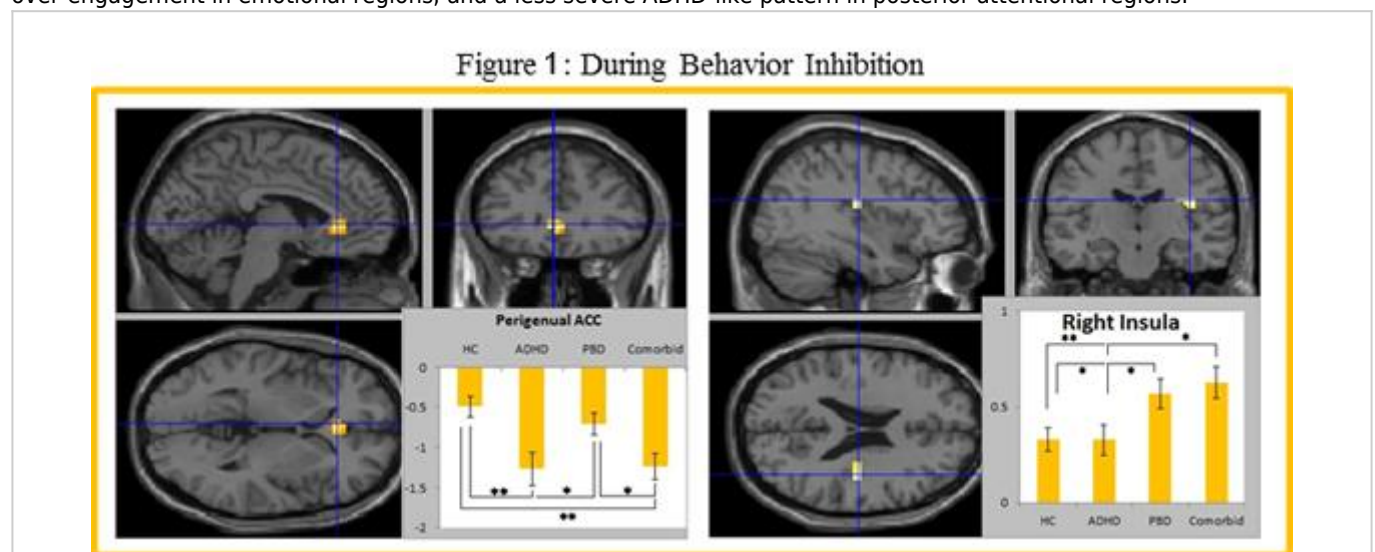 over-engagement in emotional regions, and a less severe ADHD-like pattern in posterior attentional regions.
Figure 1: During Behavior Inhibition
Perigenual ACC
HC ADHD PBD Comorbid
0
-0.5
-1
-1.5
-2
** * *
**
1
Right Insula
** *
* *
0.5
0
HC ADHD PBD Comorbid